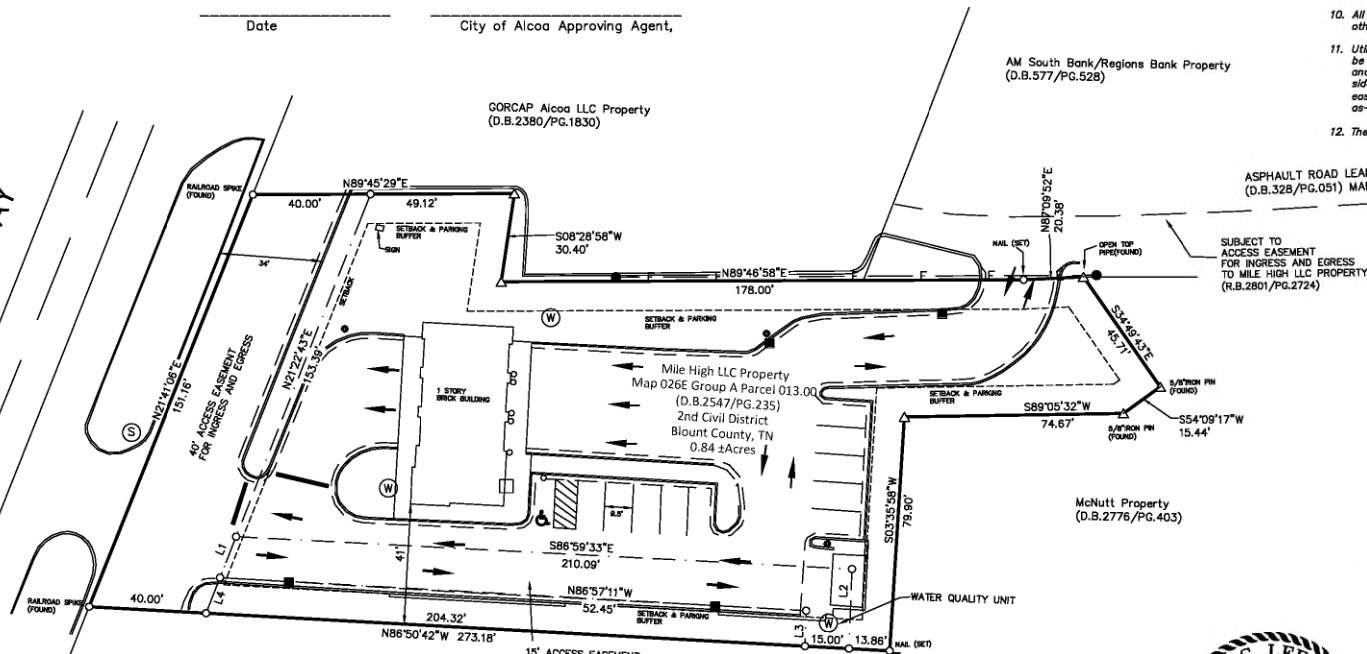 Date
City of Alcoa Approving Agent,
10. All
oth
11. Util
be
and
sid
eas
as-
12. The
AM South Bank/Regions Bank Property
(D.B.577/PG.528)
GORCAP Alcoa LLC Property
(D.B.2380/PG.1830)
ASPHAULT ROAD LEA
(D.B.328/PG.051) MAI
WAY
RAILROAD SPIKE
(FOUND)
N89°45'29"E
40.00'
49.12'
N87°09'52"E
20.38'
SETBACK & PARKING
BUFFER
SIGN
S08°28'58"W
30.40'
NAIL (SET)
OPEN TOP
PIPE(FOUND)
SUBJECT TO
ACCESS EASEMENT
FOR INGRESS AND EGRESS
TO MILE HIGH LLC PROPERTY
(R.B.2801/PG.2724)
34'
SETBACK
F
N89°46'58"E
F
F
F
178.00'
W
SETBACK & PARKING
BUFFER
S34°49'43"E
45.71'
N21°22'43"E
153.39'
N21°41'06"E
151.16'
40' ACCESS EASEMENT
FOR INGRESS AND EGRESS
S
1 STORY
BRICK BUILDING
Mile High LLC Property
Map 026E Group A Parcel 013.00
(D.B.2547/PG.235)
2nd Civil District
Blount County, TN
0.84 ±Acres
SETBACK & PARKING
BUFFER
5/8"IRON PIN
(FOUND)
S89°05'32"W
74.67'
5/8"IRON PIN
(FOUND)
S54°09'17"W
15.44'
W
9.5'
S03°35'58"W
79.90'
McNutt Property
(D.B.2776/PG.403)
41'
L1
S86°59'33"E
210.09'
L2
N86°57'11"W
52.45'
L4
RAILROAD SPIKE
(FOUND)
40.00'
SETBACK & PARKING
BUFFER
W
WATER QUALITY UNIT
204.32'
N86°50'42"W 273.18'
L3
15.00'
13.86'
NAIL (SET)
15' ACCESS EASEMENT